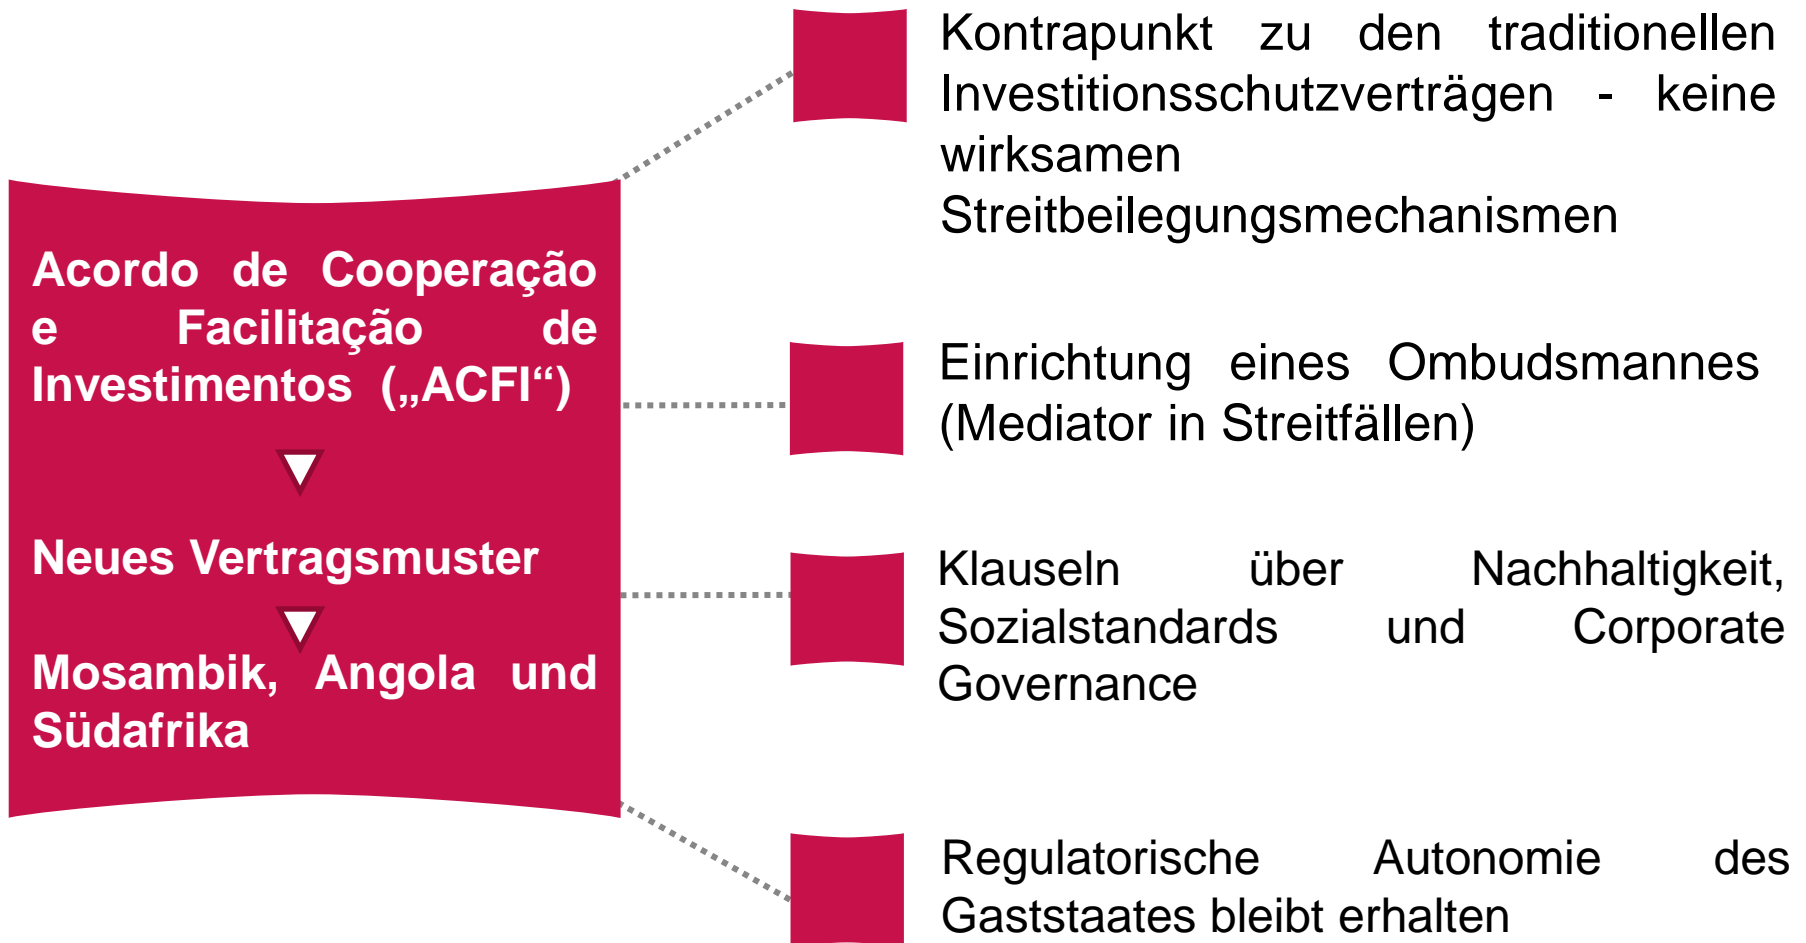 Acordo de Cooperação
e Facilitação de
Investimentos („ACFI“)
Neues Vertragsmuster
Mosambik, Angola und
Südafrika
Kontrapunkt zu den traditionellen
Investitionsschutzverträgen - keine
wirksamen
Streitbeilegungsmechanismen
Einrichtung eines Ombudsmannes
(Mediator in Streitfällen)
Klauseln über Nachhaltigkeit,
Sozialstandards und Corporate
Governance
Regulatorische Autonomie des
Gaststaates bleibt erhalten